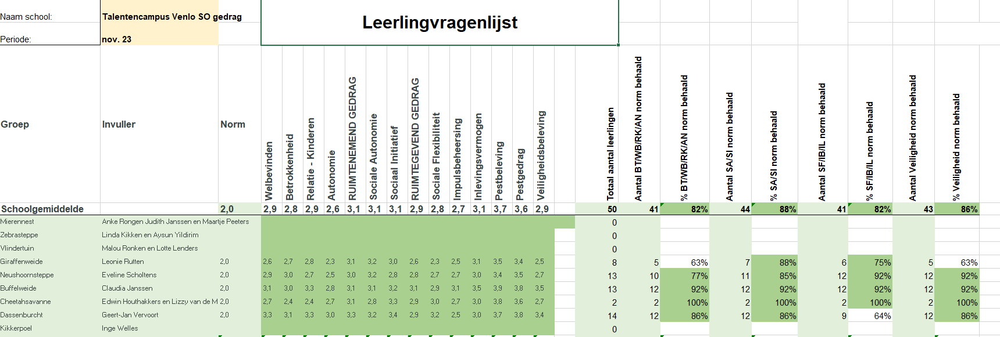 Naam school: Talentencampus Venlo SO gedrag
Leerlingvragenlijst
Periode: nov. 23
Groep Invuller Norm Welbevinden Betrokkenheid Relatie - Kinderen Autonomie RUIMTENEMEND GEDRAG Sociale Autonomie Sociaal Initiatief RUIMTEGEVEND GEDRAG Sociale Flexibiliteit Impulsbeheersing Inlevingsvermogen Pestbeleving Pestgedrag Veiligheidsbeleving Totaal aantal leerlingen Aantal BT/WB/RK/AN norm behaald % BT/WB/RK/AN norm behaald Aantal SA/SI norm behaald % SA/SI norm behaald Aantal SF/IB/IL norm behaald % SF/IB/IL norm behaald Aantal Veiligheid norm behaald % Veiligheid norm behaald
Schoolgemiddelde 2,0 2,9 2,8 2,9 2,6 3,1 3,1 3,1 2,9 2,8 2,7 3,1 3,7 3,6 2,9 50 41 82% 44 88% 41 82% 43 86%
Mierennest Anke Rongen Judith Janssen en Maartje Peeters 0
Zebrasteppe Linda Kikken en Aysun Yildirim 0
Vlindertuin Malou Ronken en Lotte Lenders 0
Giraffenweide Leonie Rutten 2,0 2,6 2,7 2,8 2,3 3,1 3,2 3,0 2,6 2,3 2,5 3,1 3,5 3,4 2,5 8 5 63% 7 88% 6 75% 5 63%
Neushoornsteppe Eveline Scholtens 2,0 2,9 3,0 2,7 2,5 3,0 3,2 2,8 2,8 2,7 2,7 3,0 3,4 3,5 2,7 13 10 77% 11 85% 12 92% 12 92%
Buffelweide Claudia Janssen 2,0 3,1 3,0 3,3 2,8 3,1 3,1 3,2 3,1 2,9 3,1 3,5 3,9 3,8 3,5 13 12 92% 12 92% 12 92% 12 92%
Cheetahsavanne Edwin Houthakkers en Lizzy van de M 2,0 2,7 2,4 2,4 2,7 3,1 2,8 3,3 2,9 3,0 2,7 3,0 3,8 3,6 2,7 2 2 100% 2 100% 2 100% 2 100%
Dassenburcht Geert-Jan Vervoort 2,0 3,3 3,1 3,3 3,0 3,3 3,2 3,4 2,9 3,2 2,5 3,0 3,7 3,8 3,4 14 12 86% 12 86% 9 64% 12 86%
Kikkerpoel Inge Welles 0